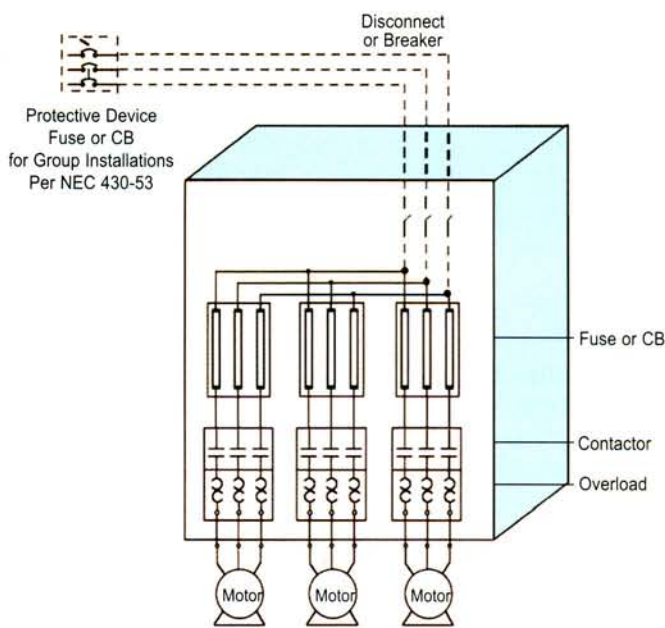 Disconnect
or Breaker
Protective Device
Fuse or CB
for Group Installations
Per NEC 430-53
Fuse or CB
Contactor
Overload
Motor
Motor
Motor